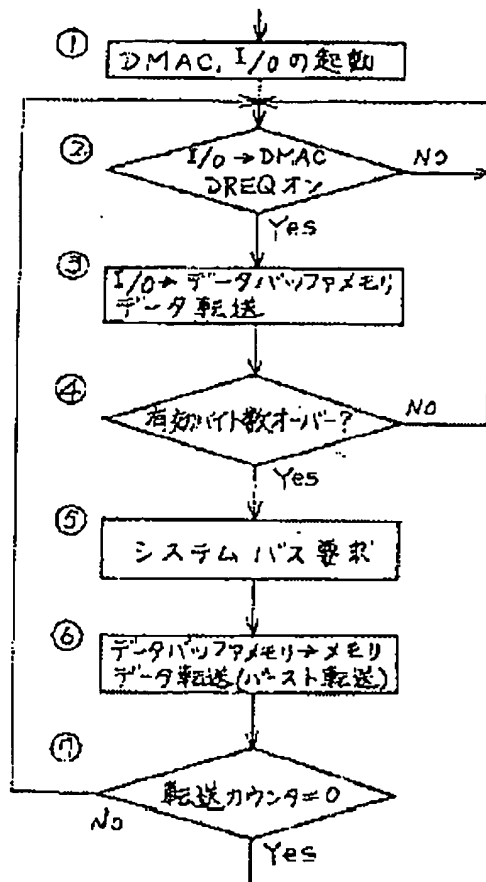 ①
DMAC, I/Oの起動
②
I/O→DMAC
DREQオン
NO
Yes
③
I/O→データバッファメモリ
データ転送
④
有効バイト数オーバー?
NO
Yes
⑤
システムバス要求
⑥
データバッファメモリ→メモリ
データ転送(バースト転送)
⑦
転送カウンタ=0
No
Yes